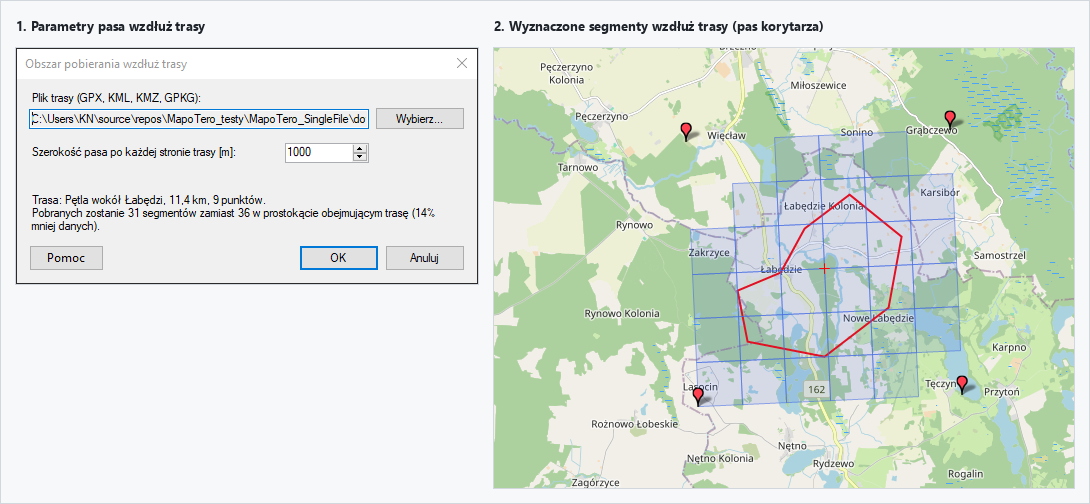 1. Parametry pasa wzdłuż trasy
Obszar pobierania wzdłuż trasy
Plik trasy (GPX, KML, KMZ, GPKG):
C:\Users\KN\source\repos\MapoTero_testy\MapoTero_SingleFile\do
Wybierz...
Szerokość pasa po każdej stronie trasy [m]:
1000
Trasa: Pętla wokół Łabędzi, 11,4 km, 9 punktów.
Pobranych zostanie 31 segmentów zamiast 36 w prostokącie obejmującym trasę (14%
mniej danych).
Pomoc
OK
Anuluj
2. Wyznaczone segmenty wzdłuż trasy (pas korytarza)
Pęczerzyno
Kolonia
Miłoszewice
Pęczerzyno
Więcław
Sonino
Grąbczewo
Tarnowo
Karsibór
Łabędzie Kolonia
Rynowo
Zakrzyce
Samostrzel
Łabędzie
Rynowo Kolonia
Nowe Łabędzie
Karpno
Lasocin
162
Tęczyn
Przytoń
Rożnowo Łobeskie
Nętno
Nętno Kolonia
Rydzewo
Rogalin
Zagórzyce